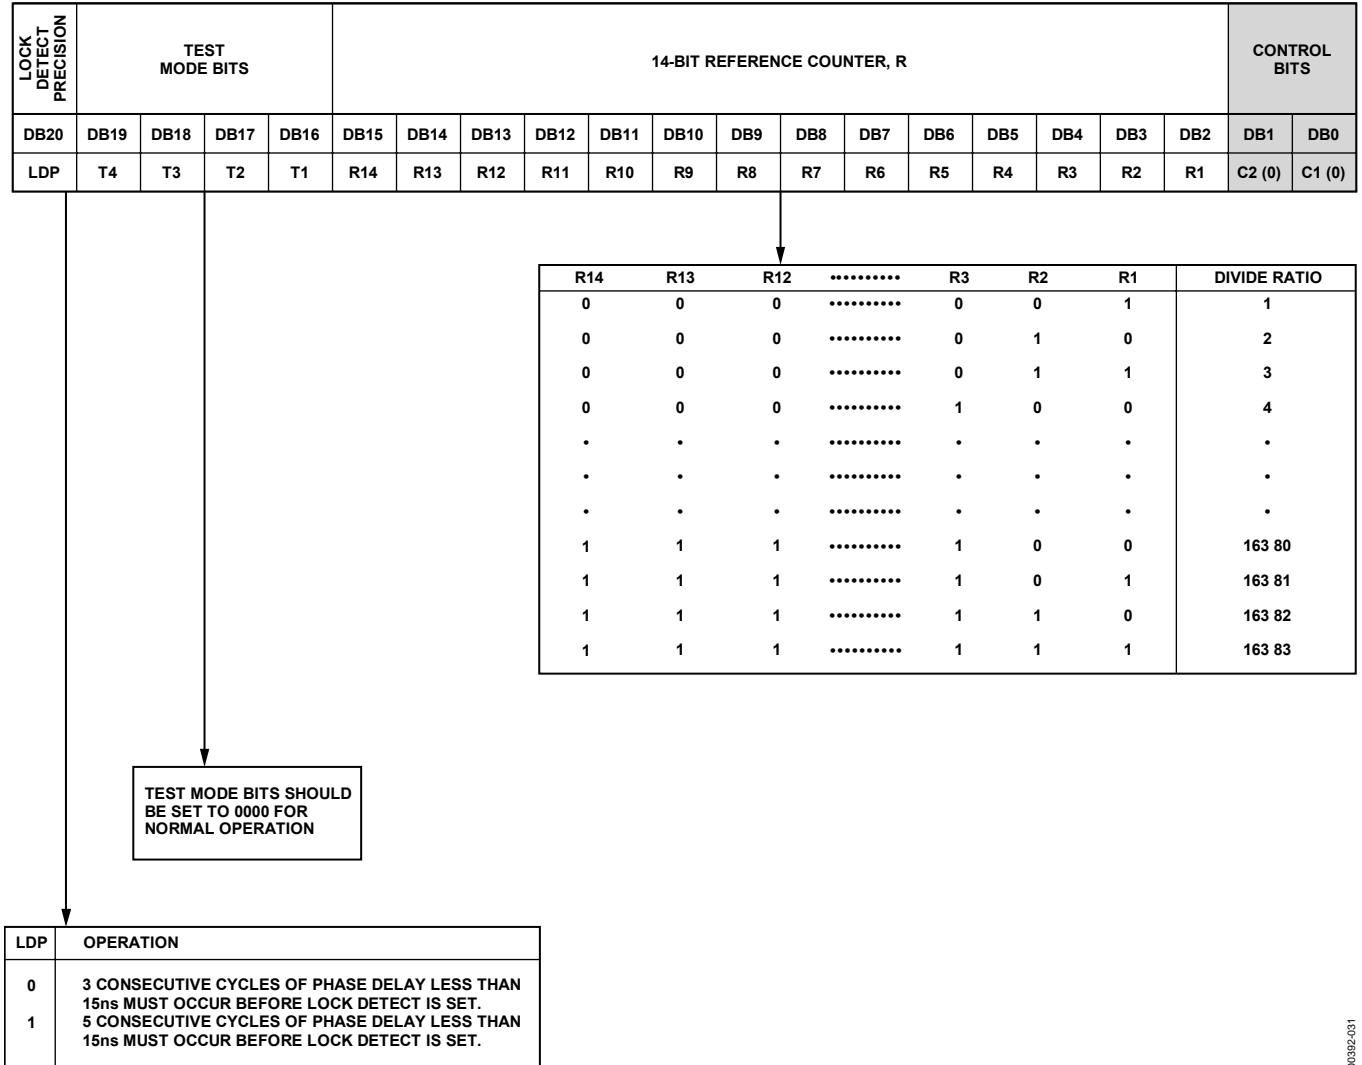 LOCK DETECT PRECISION
TEST MODE BITS
14-BIT REFERENCE COUNTER, R
CONTROL BITS
DB20 DB19 DB18 DB17 DB16 DB15 DB14 DB13 DB12 DB11 DB10 DB9 DB8 DB7 DB6 DB5 DB4 DB3 DB2 DB1 DB0
LDP T4 T3 T2 T1 R14 R13 R12 R11 R10 R9 R8 R7 R6 R5 R4 R3 R2 R1 C2 (0) C1 (0)
R14 R13 R12 •••••••••• R3 R2 R1 DIVIDE RATIO
0 0 0 •••••••••• 0 0 1 1
0 0 0 •••••••••• 0 1 0 2
0 0 0 •••••••••• 0 1 1 3
0 0 0 •••••••••• 1 0 0 4
• • • •••••••••• • • • •
• • • •••••••••• • • • •
• • • •••••••••• • • • •
1 1 1 •••••••••• 1 0 0 163 80
1 1 1 •••••••••• 1 0 1 163 81
1 1 1 •••••••••• 1 1 0 163 82
1 1 1 •••••••••• 1 1 1 163 83
TEST MODE BITS SHOULD
BE SET TO 0000 FOR
NORMAL OPERATION
LDP OPERATION
0 3 CONSECUTIVE CYCLES OF PHASE DELAY LESS THAN
15ns MUST OCCUR BEFORE LOCK DETECT IS SET.
1 5 CONSECUTIVE CYCLES OF PHASE DELAY LESS THAN
15ns MUST OCCUR BEFORE LOCK DETECT IS SET.